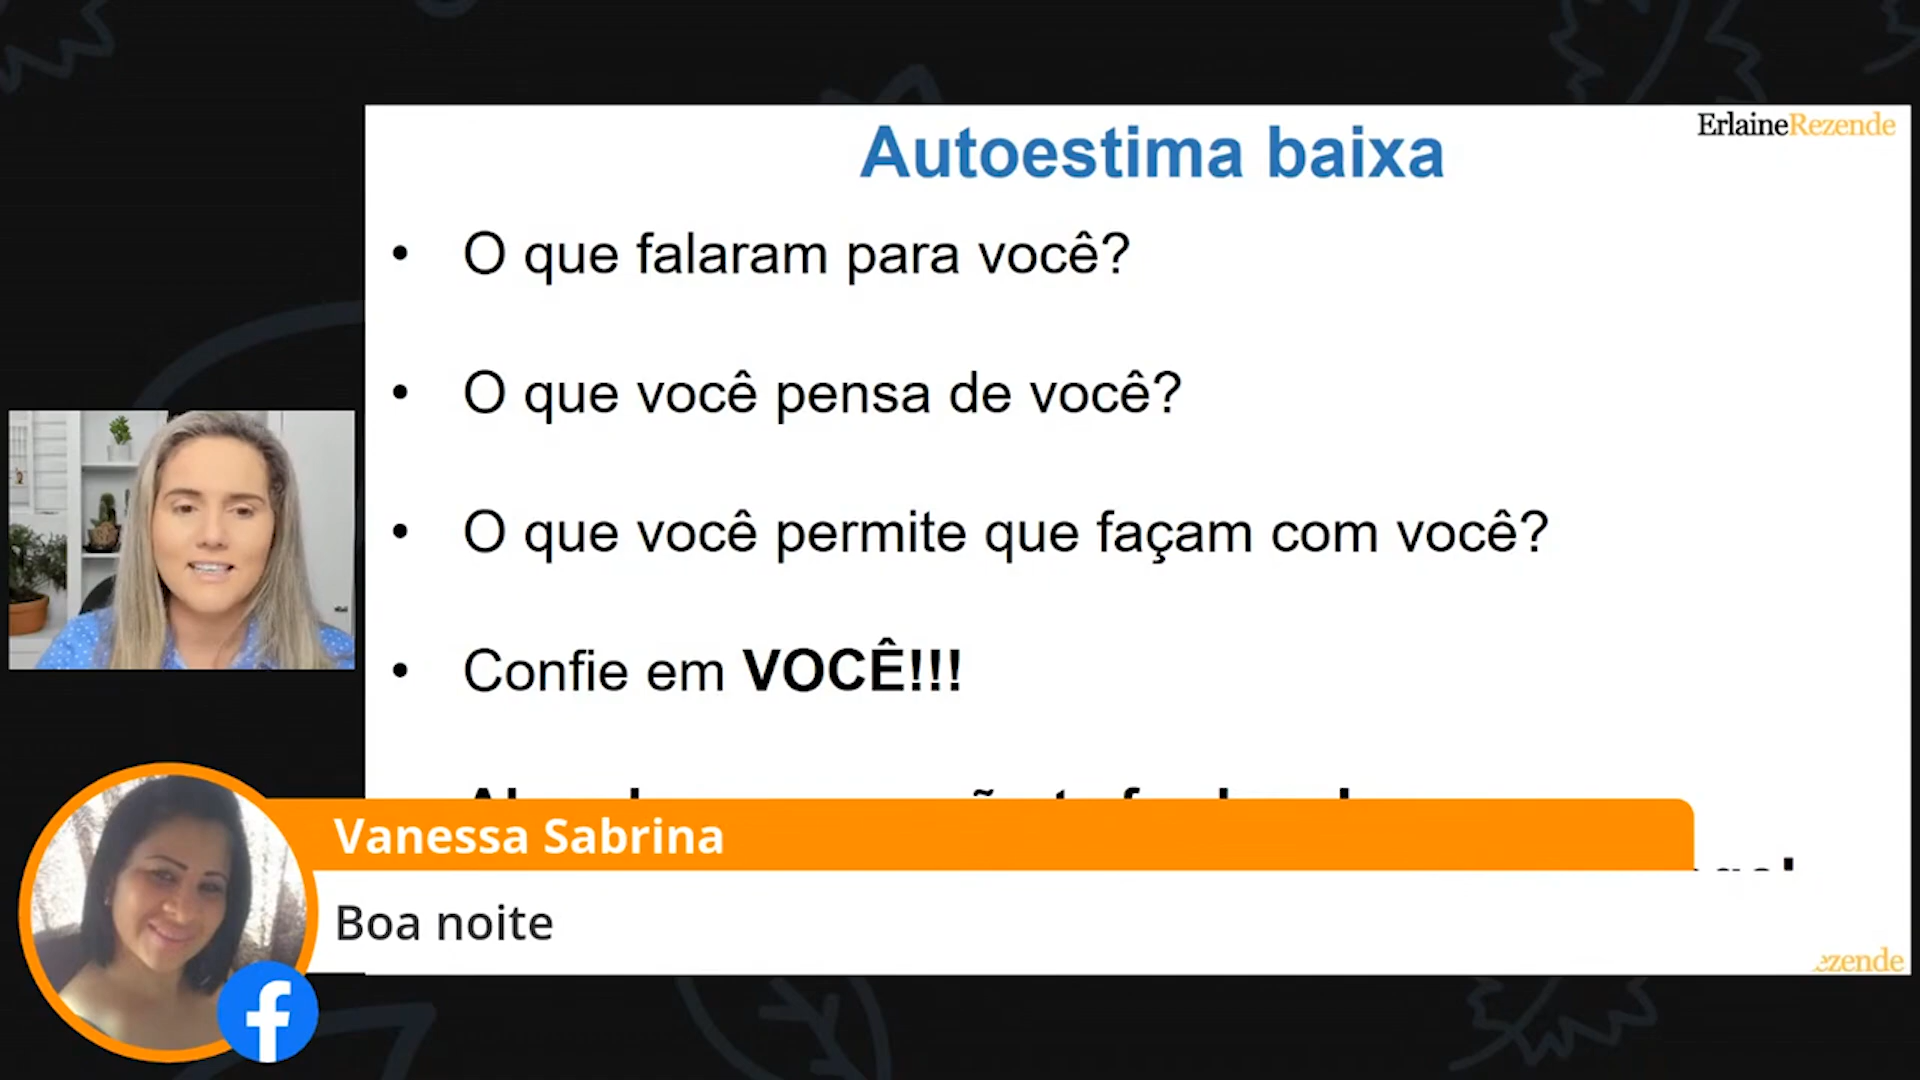 ErlaineRezende
Autoestima baixa
• O que falaram para você?
• O que você pensa de você?
• O que você permite que façam com você?
• Confie em VOCÊ!!!
Vanessa Sabrina
Boa noite
ezende